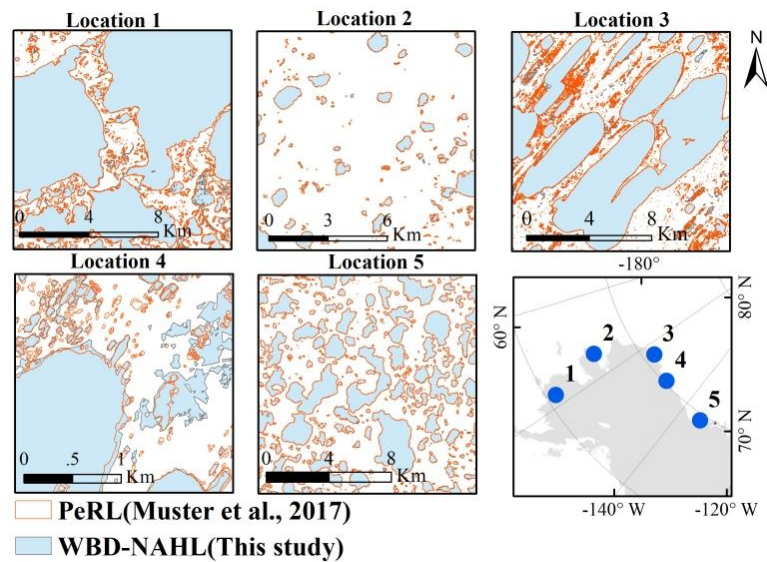 Location 1
Location 2
Location 3
N
0 4 8
Km
0 3 6
Km
0 4 8
Km
Location 4
Location 5
-180°
0 .5 1
Km
0 4 8
Km
60° N
80° N
70° N
1
2
3
4
5
-140° W
-120° W
PeRL(Muster et al., 2017)
WBD-NAHL(This study)